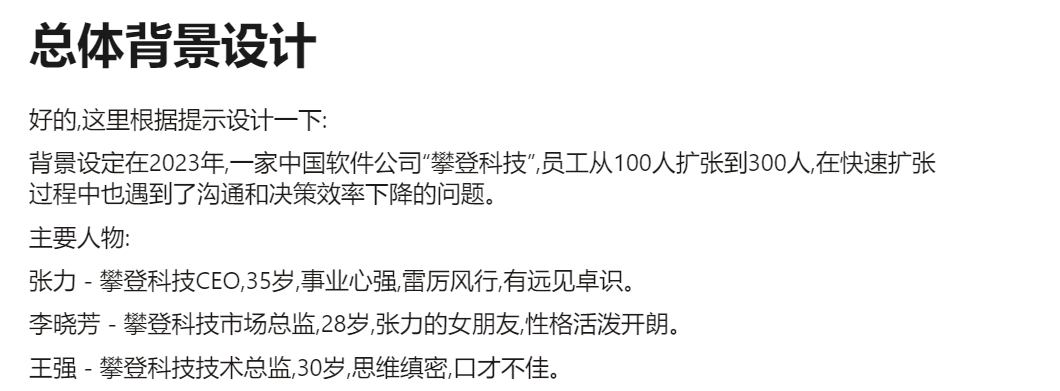 总体背景设计
好的,这里根据提示设计一下:
背景设定在2023年,一家中国软件公司“攀登科技”,员工从100人扩张到300人,在快速扩张
过程中也遇到了沟通和决策效率下降的问题。
主要人物:
张力 - 攀登科技CEO,35岁,事业心强,雷厉风行,有远见卓识。
李晓芳 - 攀登科技市场总监,28岁,张力的女朋友,性格活泼开朗。
王强 - 攀登科技技术总监,30岁,思维缜密,口才不佳。